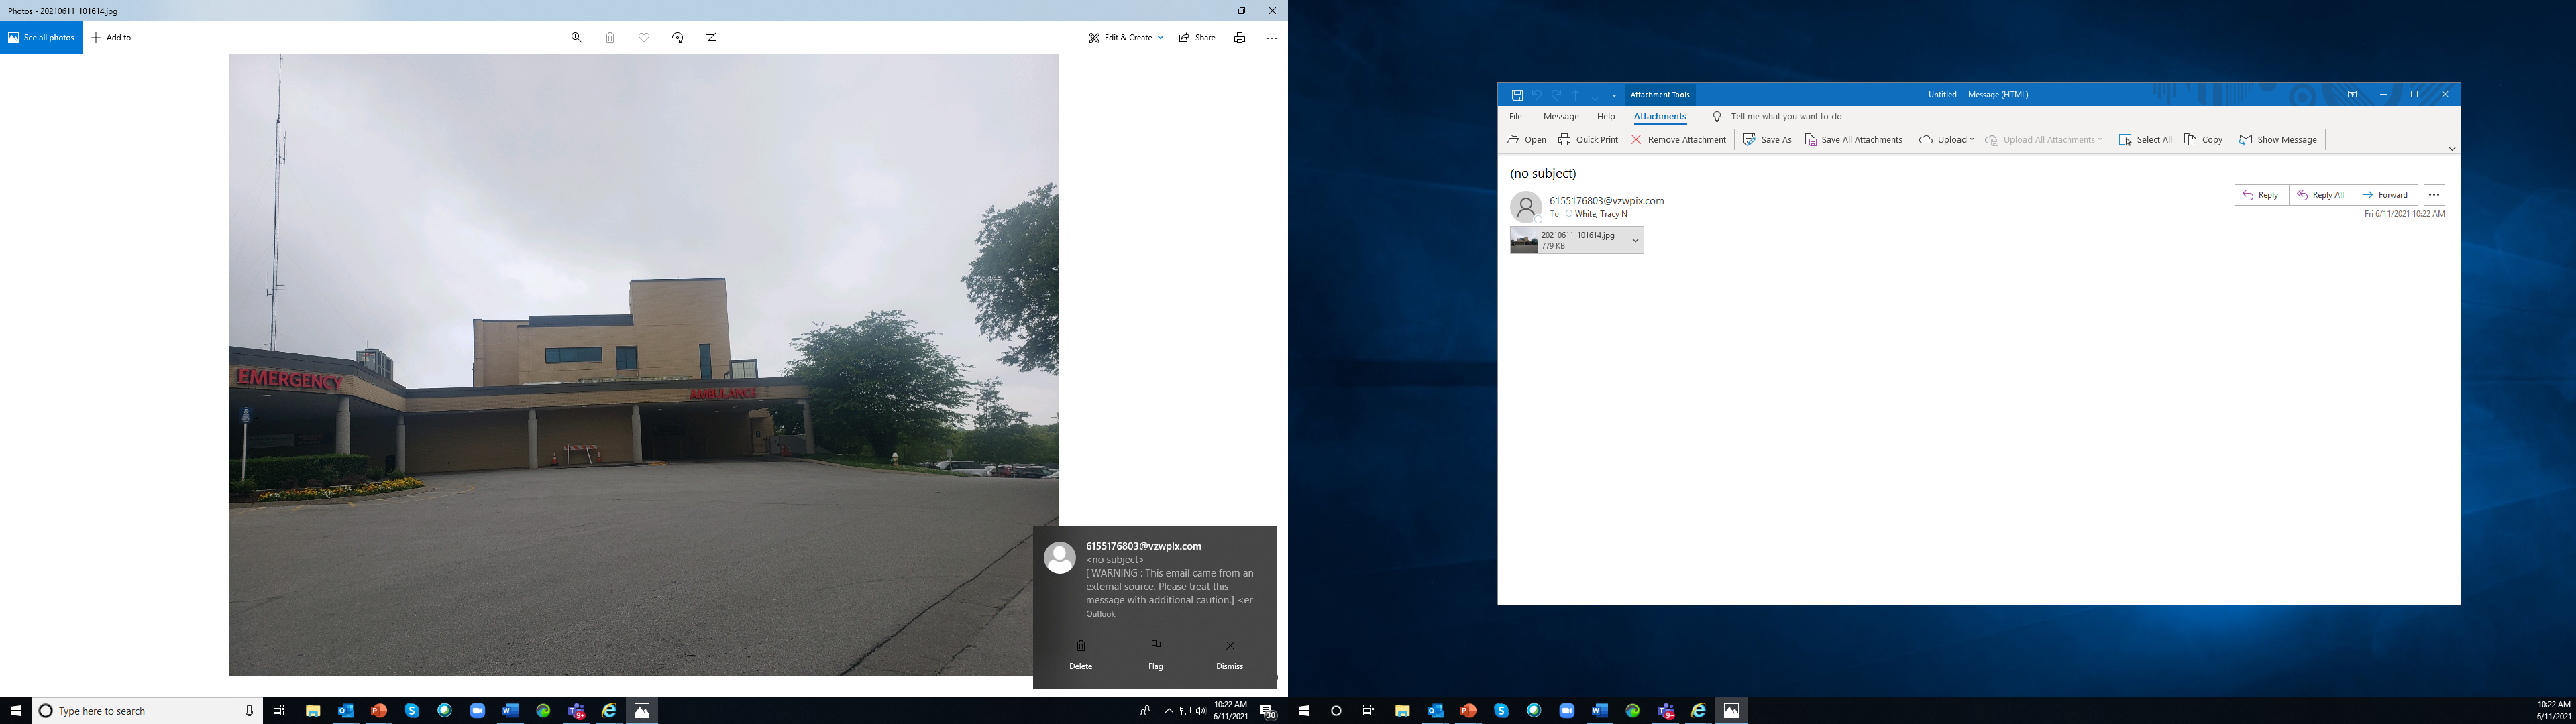 Photos - 20210611_101614.jpg
See all photos
Add to
Edit & Create
Share
EMERGENCY
AMBULANCE
6155176803@vzwpix.com
<no subject>
[ WARNING : This email came from an
external source. Please treat this
message with additional caution.] <er
Outlook
Delete Flag Dismiss
Type here to search
9+
10:22 AM
6/11/2021
30
Attachment Tools
Untitled - Message (HTML)
File Message Help Attachments Tell me what you want to do
Open Quick Print Remove Attachment Save As Save All Attachments Upload Upload All Attachments Select All Copy Show Message
(no subject)
6155176803@vzwpix.com
To White, Tracy N
Reply Reply All Forward
Fri 6/11/2021 10:22 AM
20210611_101614.jpg
779 KB
9+
10:22 AM
6/11/2021